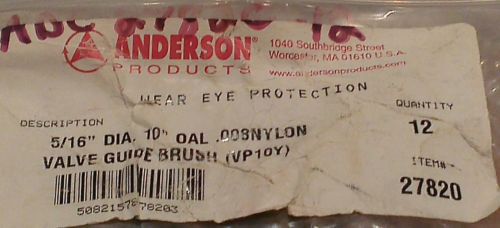 ANDERSON®
PRODUCTS
1040 Southbridge Street
Worcester, MA 01610 U.S.A.
www.andersonproducts.com
WEAR EYE PROTECTION
DESCRIPTION
5/16" DIA. 10" OAL .008NYLON
VALVE GUIDE BRUSH (VP10Y)
QUANTITY
12
ITEM#
27820